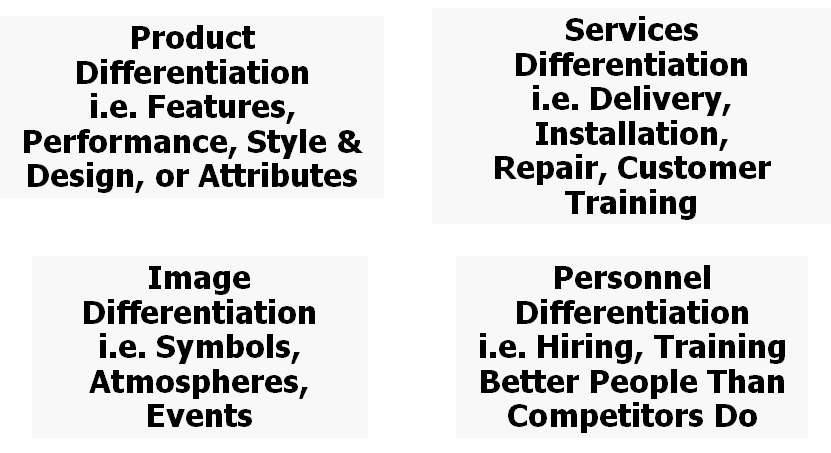 Product
Differentiation
i.e. Features,
Performance, Style &
Design, or Attributes
Services
Differentiation
i.e. Delivery,
Installation,
Repair, Customer
Training
Image
Differentiation
i.e. Symbols,
Atmospheres,
Events
Personnel
Differentiation
i.e. Hiring, Training
Better People Than
Competitors Do